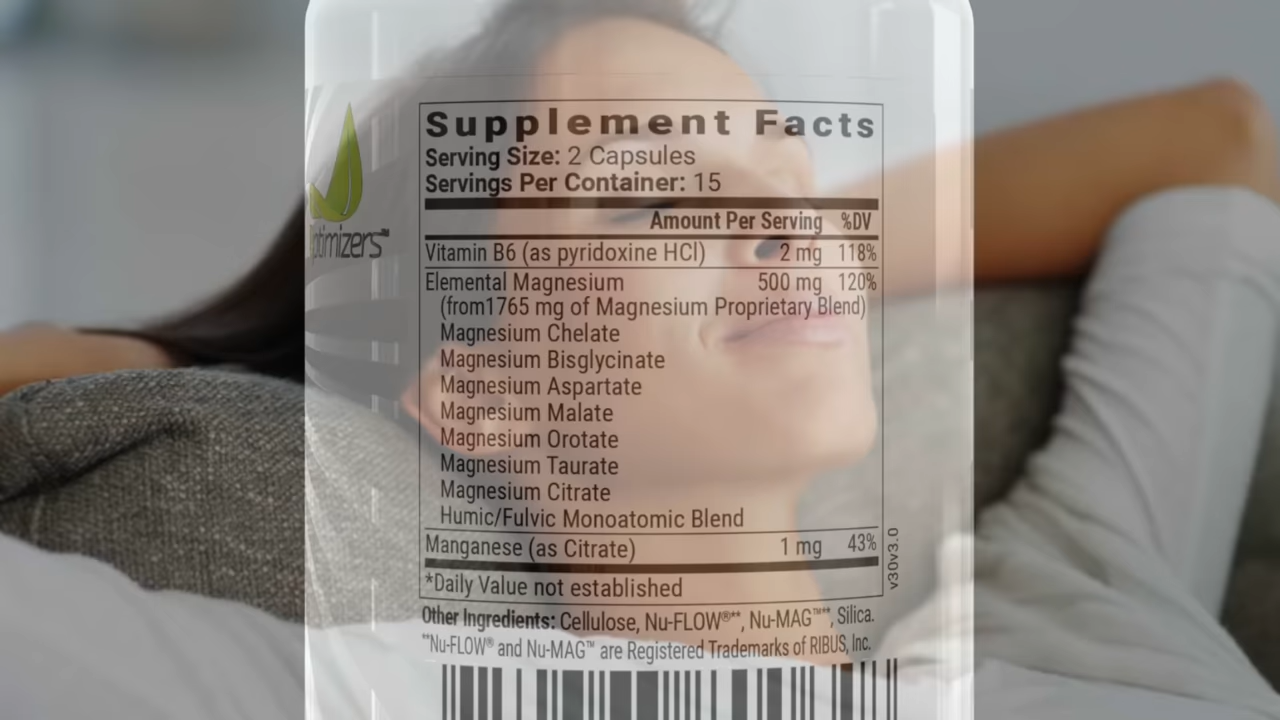 ptimizers™
Supplement Facts
Serving Size: 2 Capsules
Servings Per Container: 15
Amount Per Serving %DV
Vitamin B6 (as pyridoxine HCl) 2 mg 118%
Elemental Magnesium 500 mg 120%
(from1765 mg of Magnesium Proprietary Blend)
Magnesium Chelate
Magnesium Bisglycinate
Magnesium Aspartate
Magnesium Malate
Magnesium Orotate
Magnesium Taurate
Magnesium Citrate
Humic/Fulvic Monoatomic Blend
Manganese (as Citrate) 1 mg 43%
*Daily Value not established
v30v3.0
Other Ingredients: Cellulose, Nu-FLOW®**, Nu-MAG™**, Silica.
**Nu-FLOW® and Nu-MAG™ are Registered Trademarks of RIBUS, Inc.